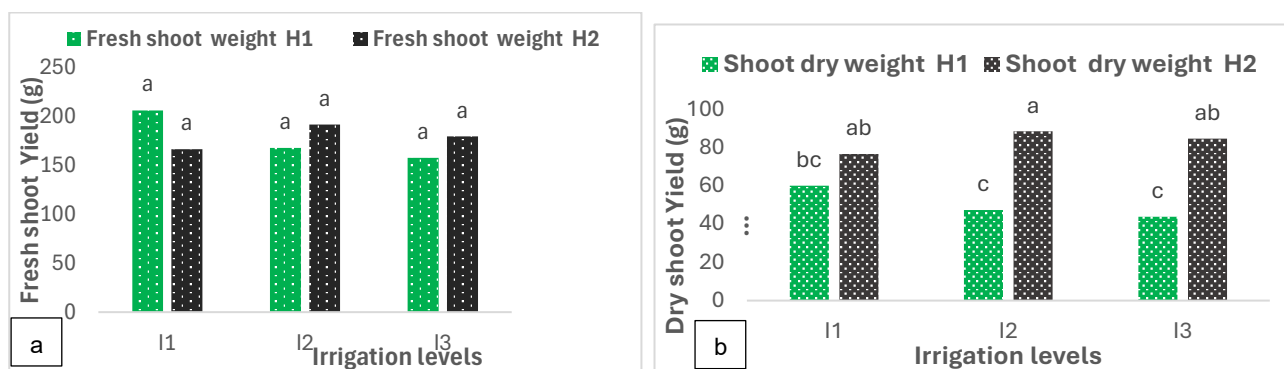 Fresh shoot weight H1 Fresh shoot weight H2
Fresh shoot Yield (g)
250
200
150
100
50
0
a a a a a a
I1 I2 I3
Irrigation levels
a
Shoot dry weight H1 Shoot dry weight H2
Dry shoot Yield (g)
100
80
60
40
20
0
bc ab c a c ab
I1 I2 I3
Irrigation levels
b